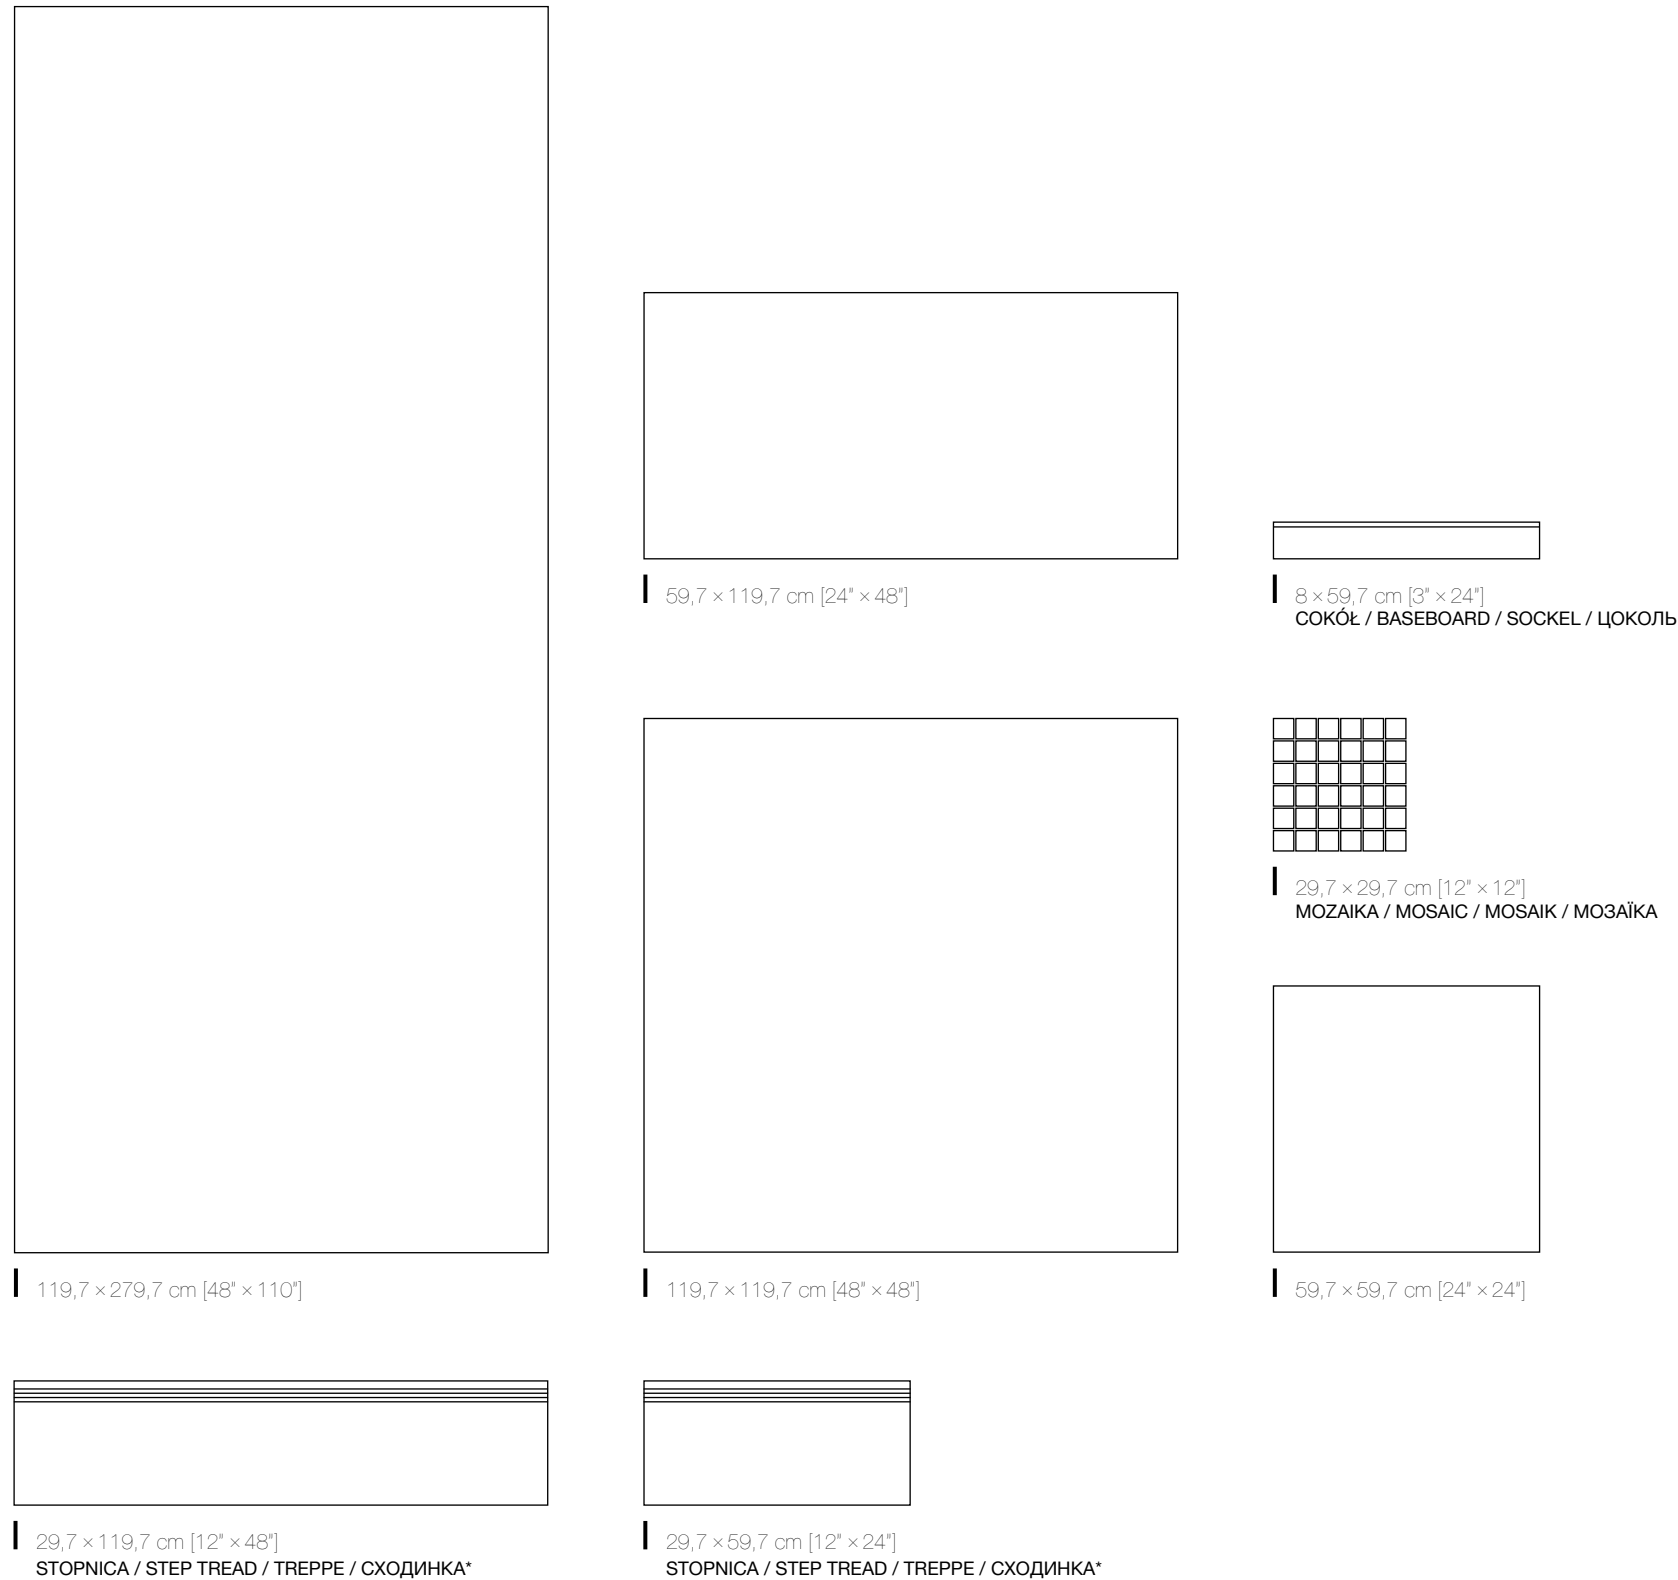 59,7 × 119,7 cm [24" × 48"]
8 × 59,7 cm [3" × 24"]
COKÓŁ / BASEBOARD / SOCKEL / ЦОКОЛЬ
29,7 × 29,7 cm [12" × 12"]
MOZAIKA / MOSAIC / MOSAIK / МОЗАЇКА
119,7 × 279,7 cm [48" × 110"]
119,7 × 119,7 cm [48" × 48"]
59,7 × 59,7 cm [24" × 24"]
29,7 × 119,7 cm [12" × 48"]
STOPNICA / STEP TREAD / TREPPE / СХОДИНКА*
29,7 × 59,7 cm [12" × 24"]
STOPNICA / STEP TREAD / TREPPE / СХОДИНКА*